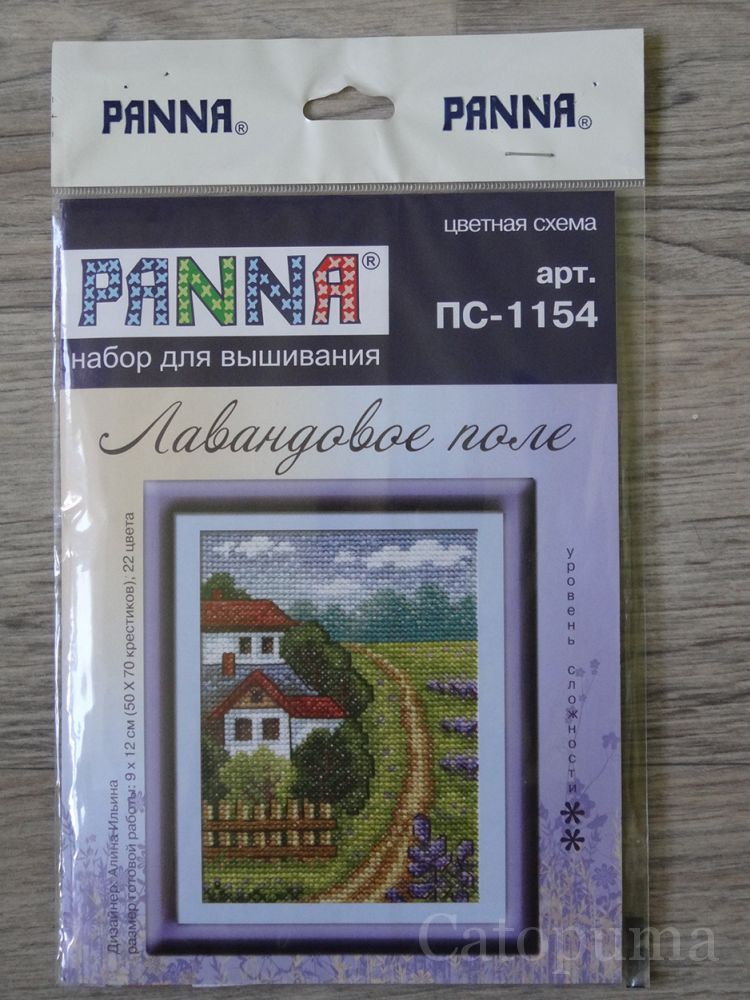 PANNA®
PANNA®
цветная схема
PANNA®
арт.
ПС-1154
набор для вышивания
Лавандовое поле
Дизайнер: Алина Ильина
размер готовой работы: 9 х 12 см (50 Х 70 крестиков); 22 цвета
уровень сложности **
Catopuma